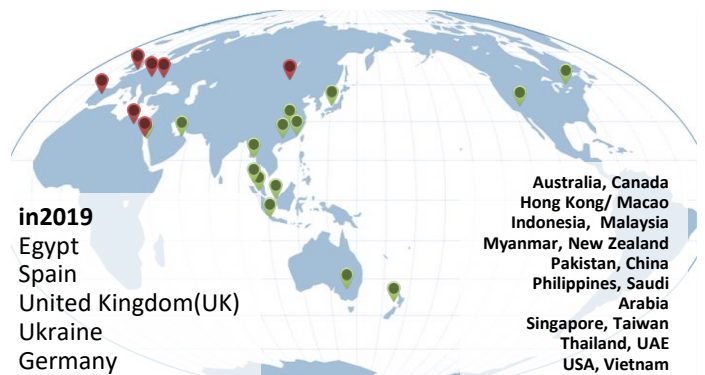 in2019
Egypt
Spain
United Kingdom(UK)
Ukraine
Germany
Australia, Canada
Hong Kong/ Macao
Indonesia, Malaysia
Myanmar, New Zealand
Pakistan, China
Philippines, Saudi
Arabia
Singapore, Taiwan
Thailand, UAE
USA, Vietnam